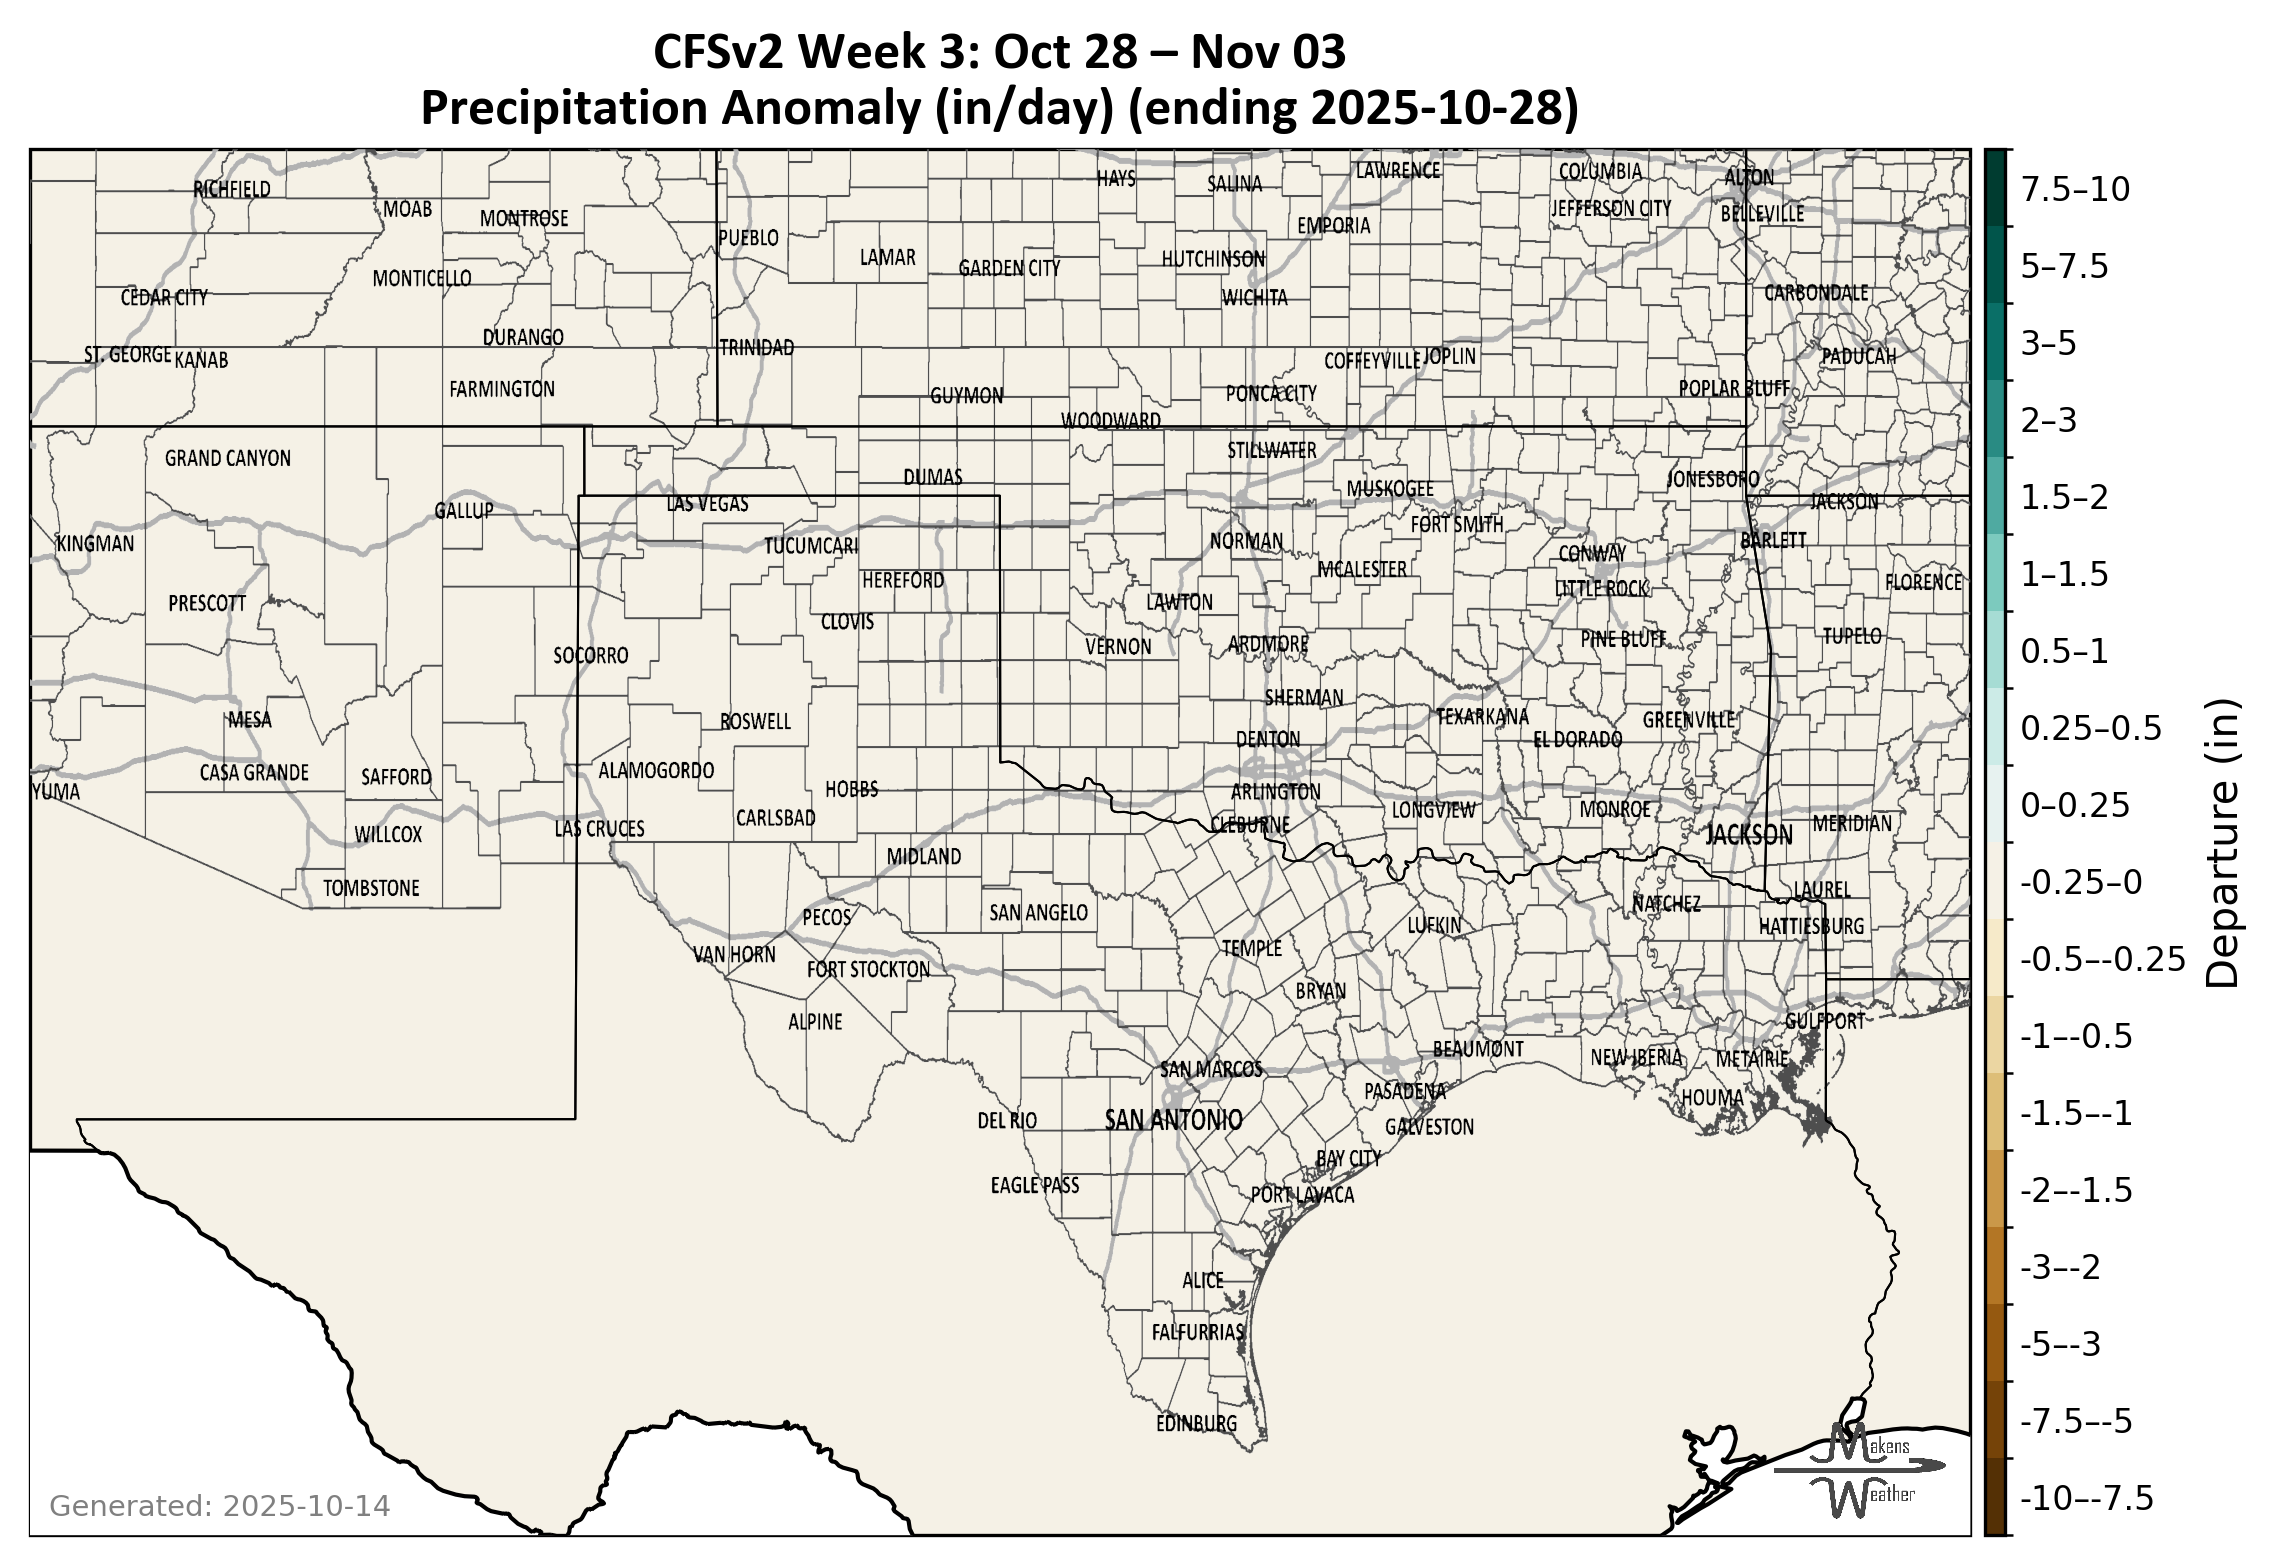 CFSv2 Week 3: Oct 28 – Nov 03
Precipitation Anomaly (in/day) (ending 2025-10-28)
RICHFIELD
MOAB
MONTROSE
PUEBLO
LAMAR
GARDEN CITY
HAYS
SALINA
HUTCHINSON
WICHITA
EMPORIA
LAWRENCE
COLUMBIA
JEFFERSON CITY
ALTON
BELLEVILLE
CARBONDALE
PADUCAH
CEDAR CITY
MONTICELLO
DURANGO
TRINIDAD
ST. GEORGE
KANAB
FARMINGTON
GUYMON
WOODWARD
PONCA CITY
COFFEYVILLE
JOPLIN
POPLAR BLUFF
GRAND CANYON
GALLUP
LAS VEGAS
DUMAS
STILLWATER
MUSKOGEE
JONESBORO
JACKSON
KINGMAN
TUCUMCARI
NORMAN
FORT SMITH
CONWAY
BARLETT
PRESCOTT
HEREFORD
CLOVIS
LAWTON
MCALESTER
LITTLE ROCK
FLORENCE
SOCORRO
VERNON
ARDMORE
PINE BLUFF
TUPELO
MESA
ROSWELL
SHERMAN
TEXARKANA
GREENVILLE
DENTON
EL DORADO
CASA GRANDE
SAFFORD
ALAMOGORDO
HOBBS
ARLINGTON
YUMA
WILLCOX
LAS CRUCES
CARLSBAD
CLEBURNE
LONGVIEW
MONROE
JACKSON
MERIDIAN
TOMBSTONE
MIDLAND
PECOS
SAN ANGELO
LUFKIN
NATCHEZ
LAUREL
HATTIESBURG
VAN HORN
FORT STOCKTON
TEMPLE
BRYAN
ALPINE
GULFPORT
SAN MARCOS
BEAUMONT
NEW IBERIA
METAIRIE
DEL RIO
SAN ANTONIO
PASADENA
HOUMA
GALVESTON
EAGLE PASS
BAY CITY
PORT LAVACA
ALICE
FALFURRIAS
EDINBURG
Generated: 2025-10-14
Makens
Weather
7.5–10
5–7.5
3–5
2–3
1.5–2
1–1.5
0.5–1
0.25–0.5
0–0.25
-0.25–0
-0.5–-0.25
-1–-0.5
-1.5–-1
-2–-1.5
-3–-2
-5–-3
-7.5–-5
-10–-7.5
Departure (in)